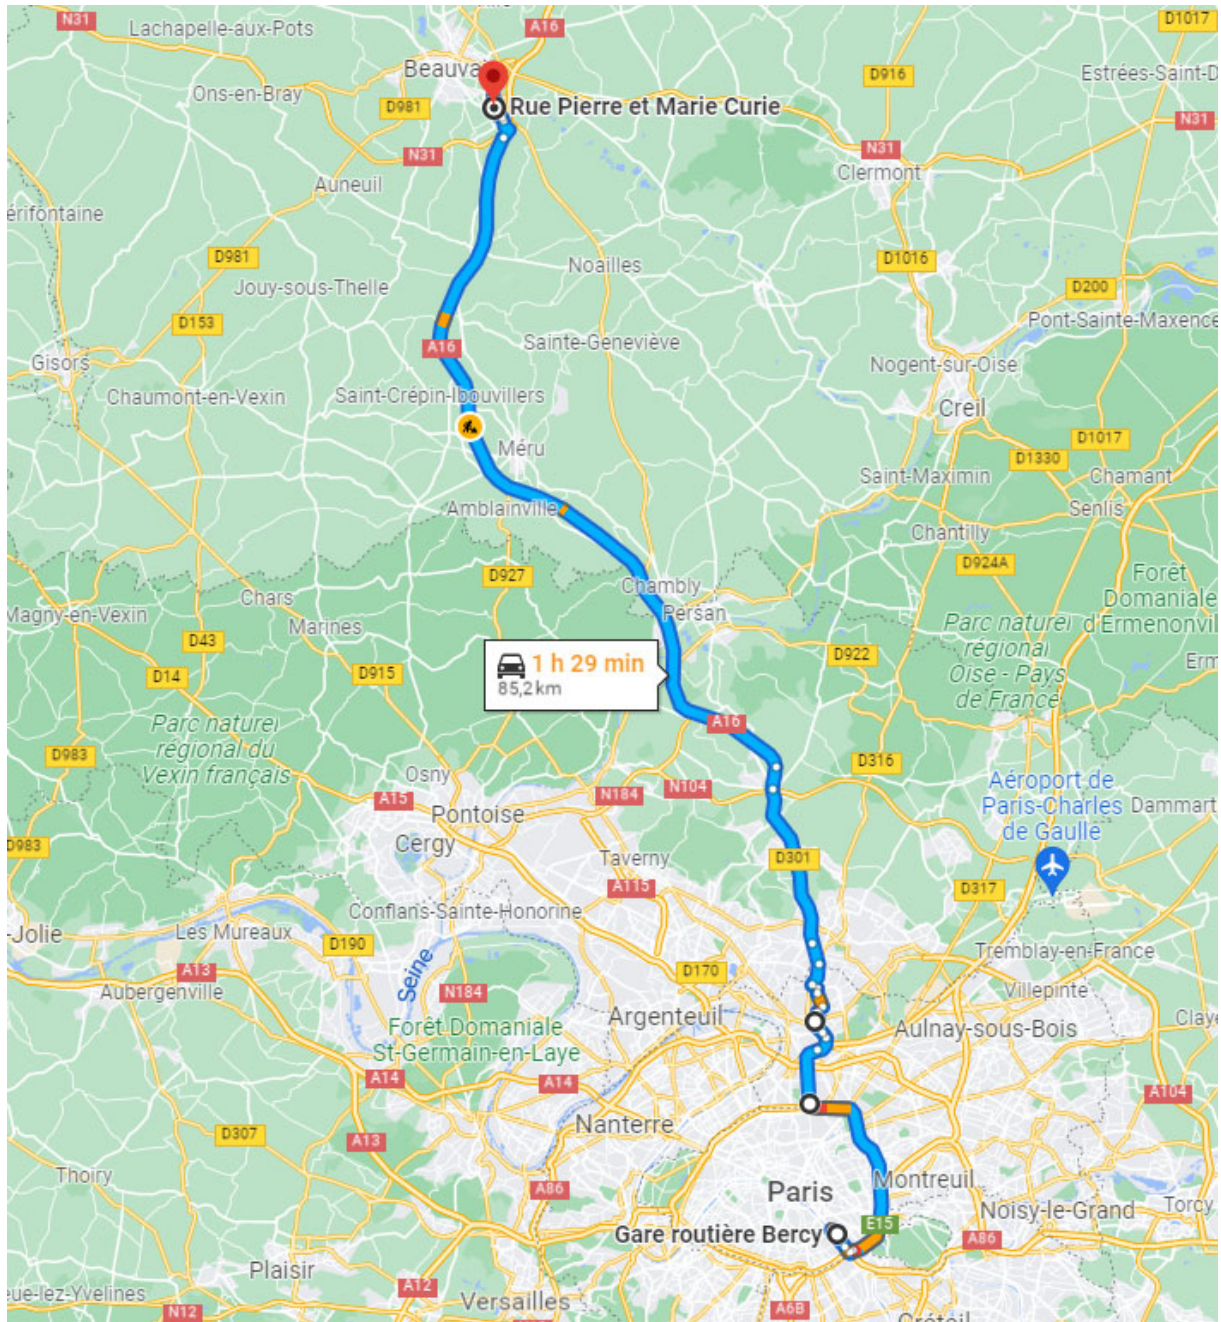 N31
Lachapelle-aux-Pots
A16
D1017
Beauva
D916
Estrées-Saint-D
Ons-en-Bray
D981
Rue Pierre et Marie Curie
N31
N31
N31
Clermont
Auneuil
érifontaine
D981
Noailles
D1016
Jouy-sous-Thelle
D200
D153
Pont-Sainte-Maxence
A16
Sainte-Geneviève
Gisors
Nogent-sur-Oise
Chaumont-en-Vexin
Saint-Crépin-Ibouvillers
Creil
D1017
Méru
D1330
Saint-Maximin
Chamant
Amblainville
Senlis
Chantilly
D927
D924A
Forêt
Domaniale
d'Ermenonvil
Chambly
Chars
Magny-en-Vexin
Persan
Marines
Parc naturel
régional
Oise - Pays
de France
D43
D922
Erm
1 h 29 min
85,2 km
D14
D915
Parc naturel
régional du
Vexin français
A16
D983
D316
Osny
N104
N184
A15
Pontoise
Aéroport de
Paris-Charles
de Gaulle
Dammart
D983
Cergy
Taverny
D301
A115
D317
Conflans-Sainte-Honorine
-Jolie
Les Mureaux
D190
Tremblay-en-France
A13
Seine
D170
Aubergenville
N184
Villepinte
Argenteuil
Aulnay-sous-Bois
Claye
Forêt Domaniale
St-Germain-en-Laye
A14
A14
A104
Nanterre
D307
A13
Thoiry
Montreuil
A86
Paris
Noisy-le-Grand
Torcy
E15
Gare routière Bercy
A86
Plaisir
A12
eue-lez-Yvelines
Versailles
N12
A6B
Créteil